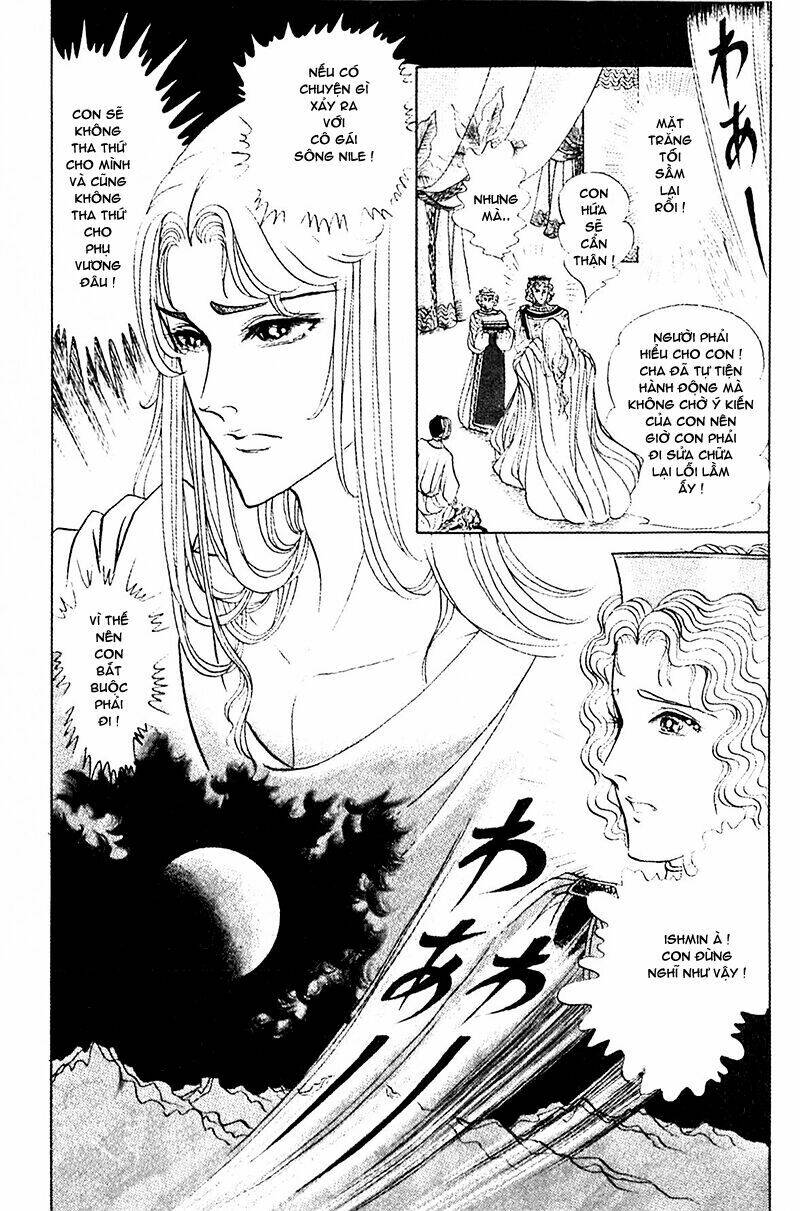 わあー
MẶT
TRĂNG
TỐI
SẦM
LẠI
RỒI !
CON
HỨA
SẼ
CẨN
THẬN !
NHƯNG
MÀ..
NGƯỜI PHẢI
HIỂU CHO CON !
CHA ĐÃ TỰ TIỆN
HÀNH ĐỘNG MÀ
KHÔNG CHỜ Ý KIẾN
CỦA CON NÊN
GIỜ CON PHẢI
ĐI SỬA CHỮA
LẠI LỖI LẦM
ẤY !
NẾU CÓ
CHUYỆN GÌ
XẢY RA
VỚI
CÔ GÁI
SÔNG NILE !
CON SẼ
KHÔNG
THA THỨ
CHO MÌNH
VÀ CŨNG
KHÔNG
THA THỨ
CHO
PHỤ
VƯƠNG
ĐÂU !
VÌ THẾ
NÊN
CON
BẮT
BUỘC
PHẢI
ĐI !
ISHMIN À !
CON ĐỪNG
NGHĨ NHƯ VẬY !
わあー
わあー